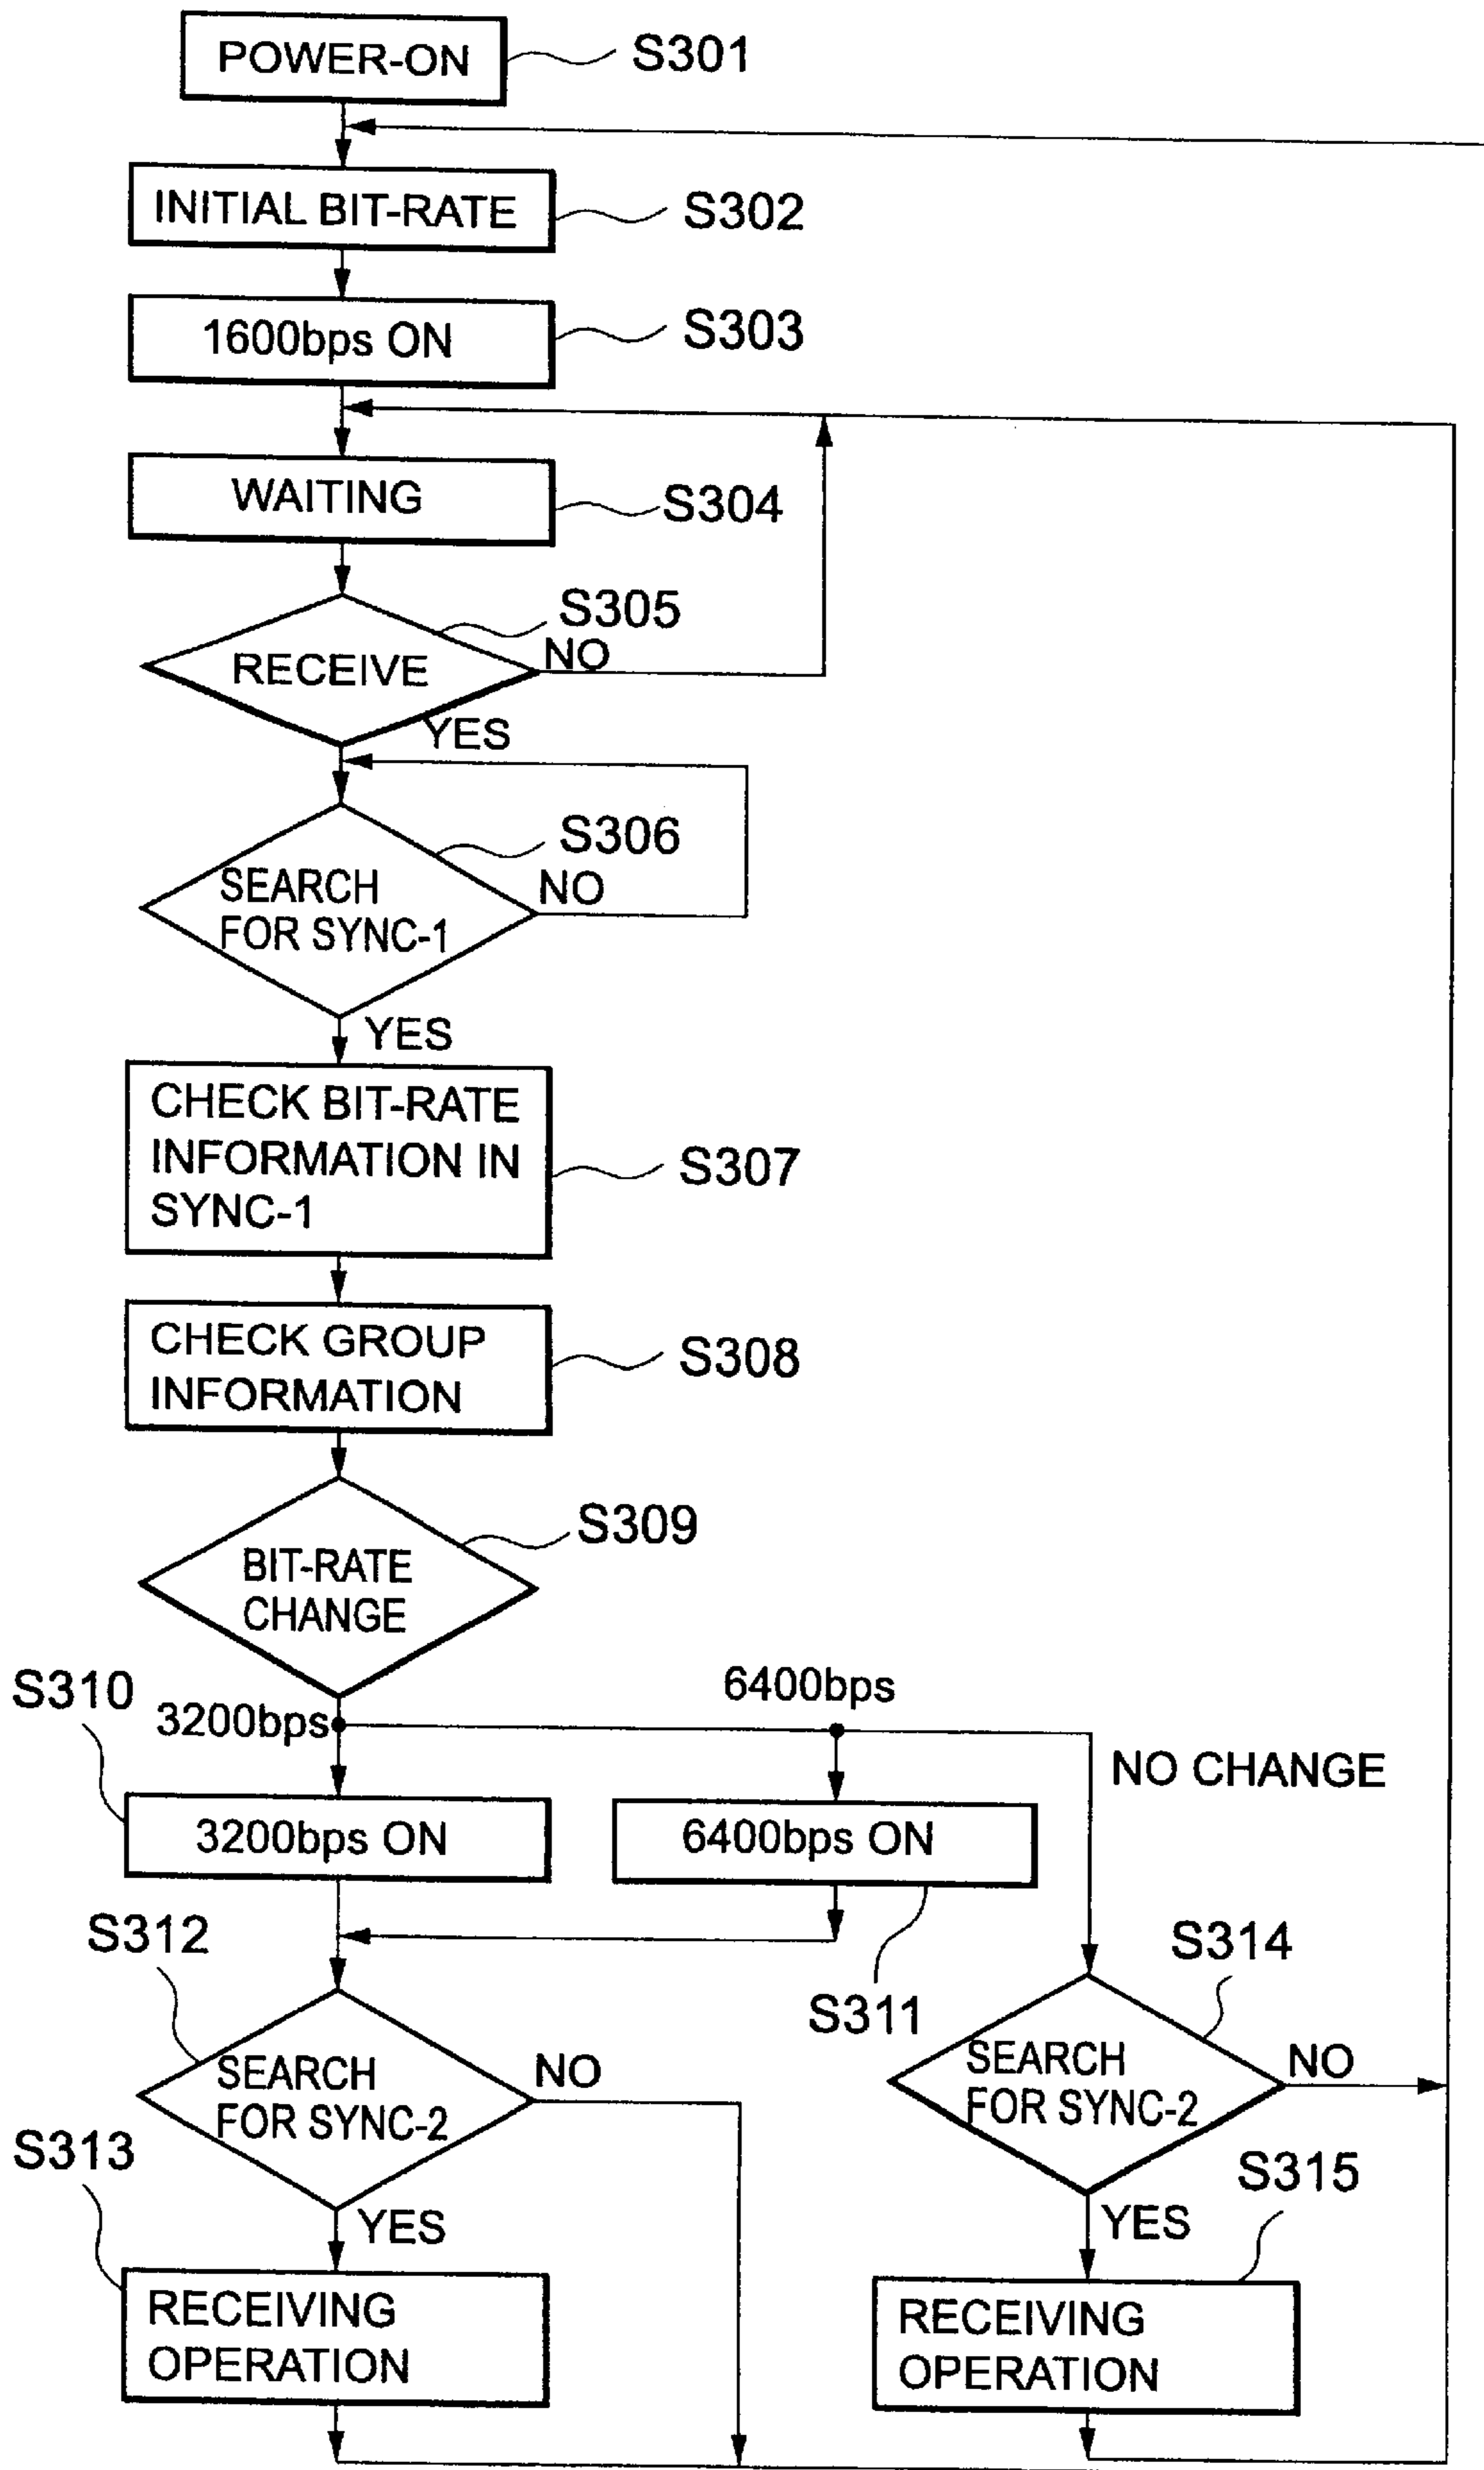 POWER-ON
S301
INITIAL BIT-RATE
S302
1600bps ON
S303
WAITING
S304
S305
RECEIVE
NO
YES
S306
SEARCH
FOR SYNC-1
NO
YES
CHECK BIT-RATE
INFORMATION IN
SYNC-1
S307
CHECK GROUP
INFORMATION
S308
S309
BIT-RATE
CHANGE
S310
3200bps
6400bps
NO CHANGE
3200bps ON
6400bps ON
S312
S311
S314
SEARCH
FOR SYNC-2
NO
SEARCH
FOR SYNC-2
NO
S313
YES
S315
YES
RECEIVING
OPERATION
RECEIVING
OPERATION